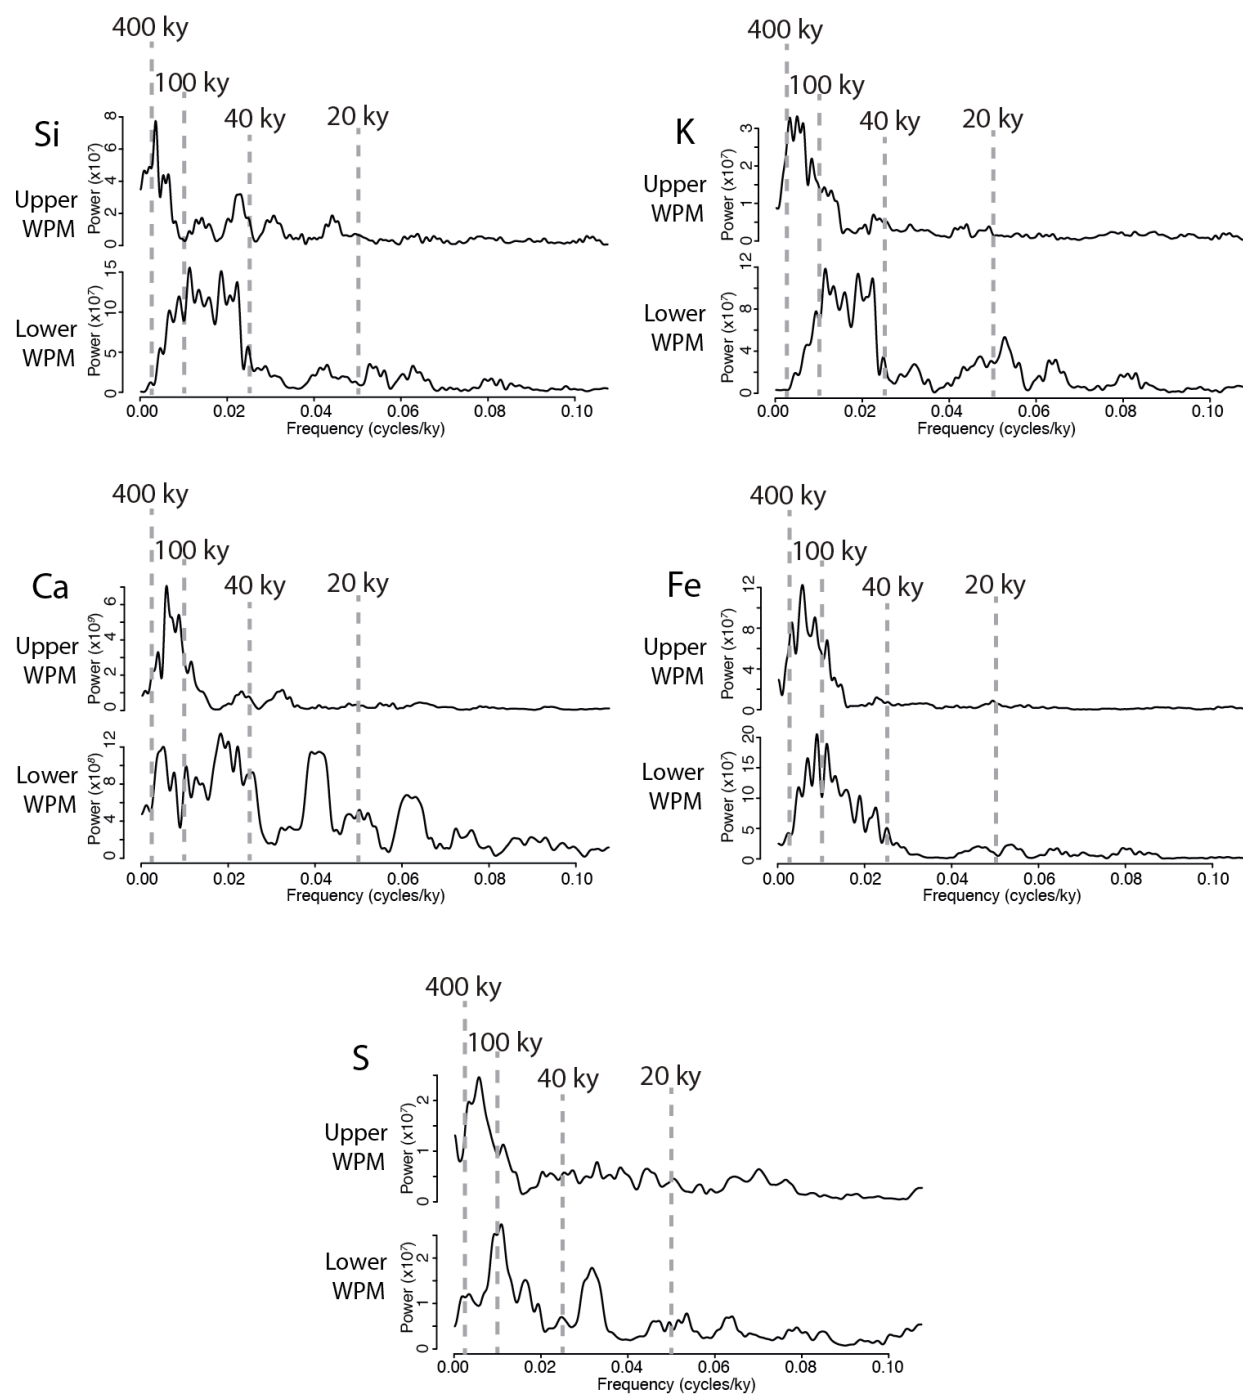 400 ky
100 ky
40 ky
20 ky
Si
Upper
WPM
Power (x10⁷)
0 2 4 6 8
Lower
WPM
Power (x10⁷)
0 5 10 15
0.00 0.02 0.04 0.06 0.08 0.10
Frequency (cycles/ky)
400 ky
100 ky
40 ky
20 ky
K
Upper
WPM
Power (x10⁷)
0 1 2 3
Lower
WPM
Power (x10⁷)
0 4 8 12
0.00 0.02 0.04 0.06 0.08 0.10
Frequency (cycles/ky)
400 ky
100 ky
40 ky
20 ky
Ca
Upper
WPM
Power (x10⁹)
0 2 4 6
Lower
WPM
Power (x10⁸)
0 4 8 12
0.00 0.02 0.04 0.06 0.08 0.10
Frequency (cycles/ky)
400 ky
100 ky
40 ky
20 ky
Fe
Upper
WPM
Power (x10⁷)
0 4 8 12
Lower
WPM
Power (x10⁷)
0 5 10 15 20
0.00 0.02 0.04 0.06 0.08 0.10
Frequency (cycles/ky)
400 ky
100 ky
40 ky
20 ky
S
Upper
WPM
Power (x10⁷)
0 1 2
Lower
WPM
Power (x10⁷)
0 1 2
0.00 0.02 0.04 0.06 0.08 0.10
Frequency (cycles/ky)